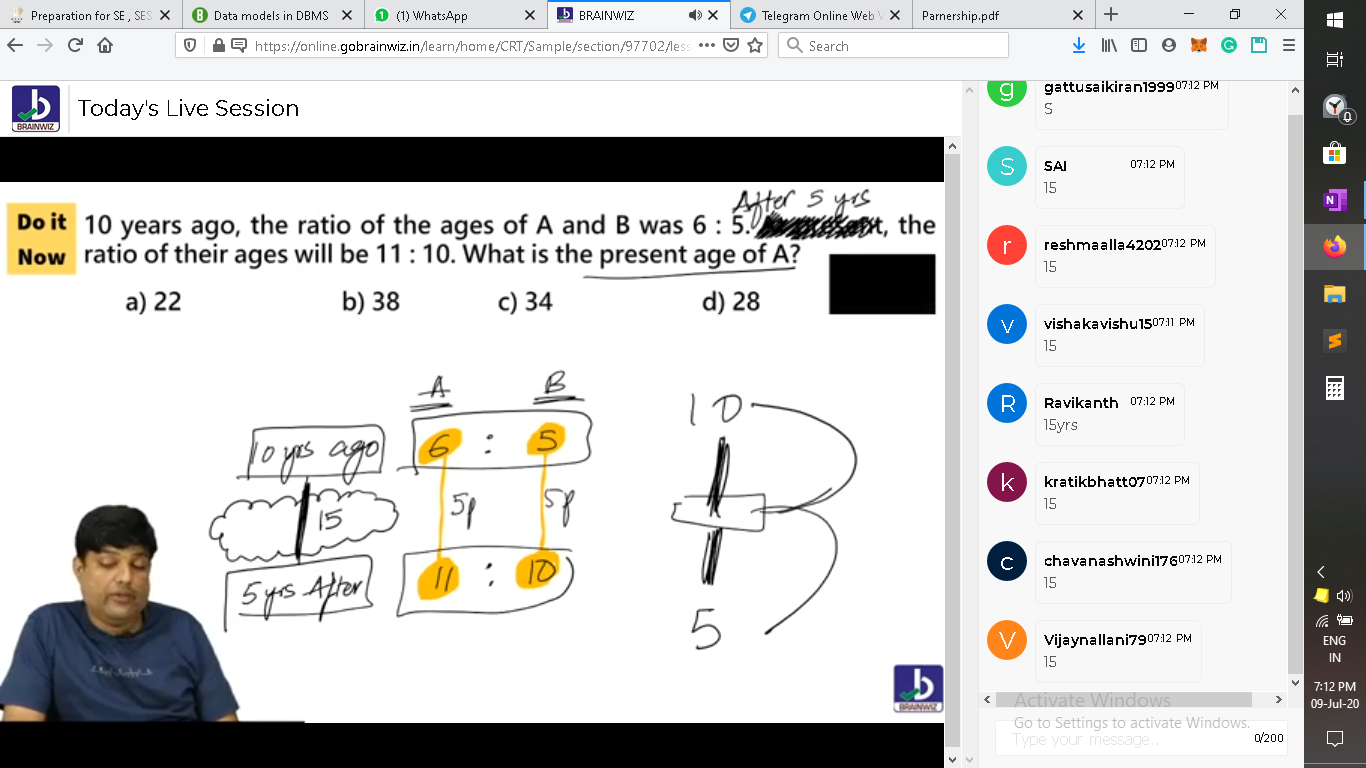 Preparation for SE , SES
Data models in DBMS
(1) WhatsApp
BRAINWIZ
Telegram Online Web
Parnership.pdf
https://online.gobrainwiz.in/learn/home/CRT/Sample/section/97702/les
Search
BRAINWIZ
Today's Live Session
After 5 yrs
Do it 10 years ago, the ratio of the ages of A and B was 6 : 5. the
Now ratio of their ages will be 11 : 10. What is the present age of A?
a) 22 b) 38 c) 34 d) 28
A B
10 yrs ago 6 : 5
15 5p 5p
5 yrs After 11 : 10
10
5
BRAINWIZ
g gattusaikiran1999 07:12 PM
S
S SAI 07:12 PM
15
r reshmaalla4202 07:12 PM
15
v vishakavishu15 07:11 PM
15
R Ravikanth 07:12 PM
15yrs
k kratikbhatt07 07:12 PM
15
c chavanashwini176 07:12 PM
15
V Vijaynallani79 07:12 PM
15
Activate Windows
Go to Settings to activate Windows.
Type your message... 0/200
ENG
IN
7:12 PM
09-Jul-20